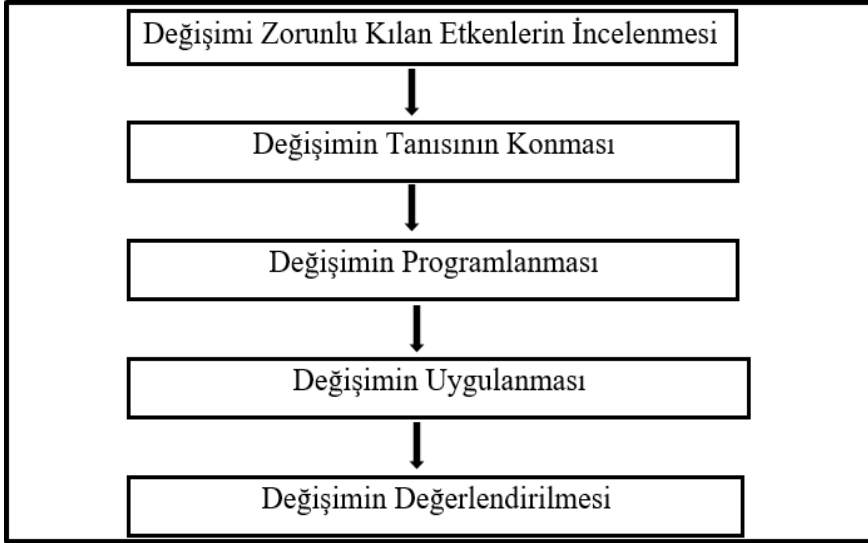 Değişimi Zorunlu Kılan Etkenlerin İncelenmesi
Değişimin Tanısının Konması
Değişimin Programlanması
Değişimin Uygulanması
Değişimin Değerlendirilmesi